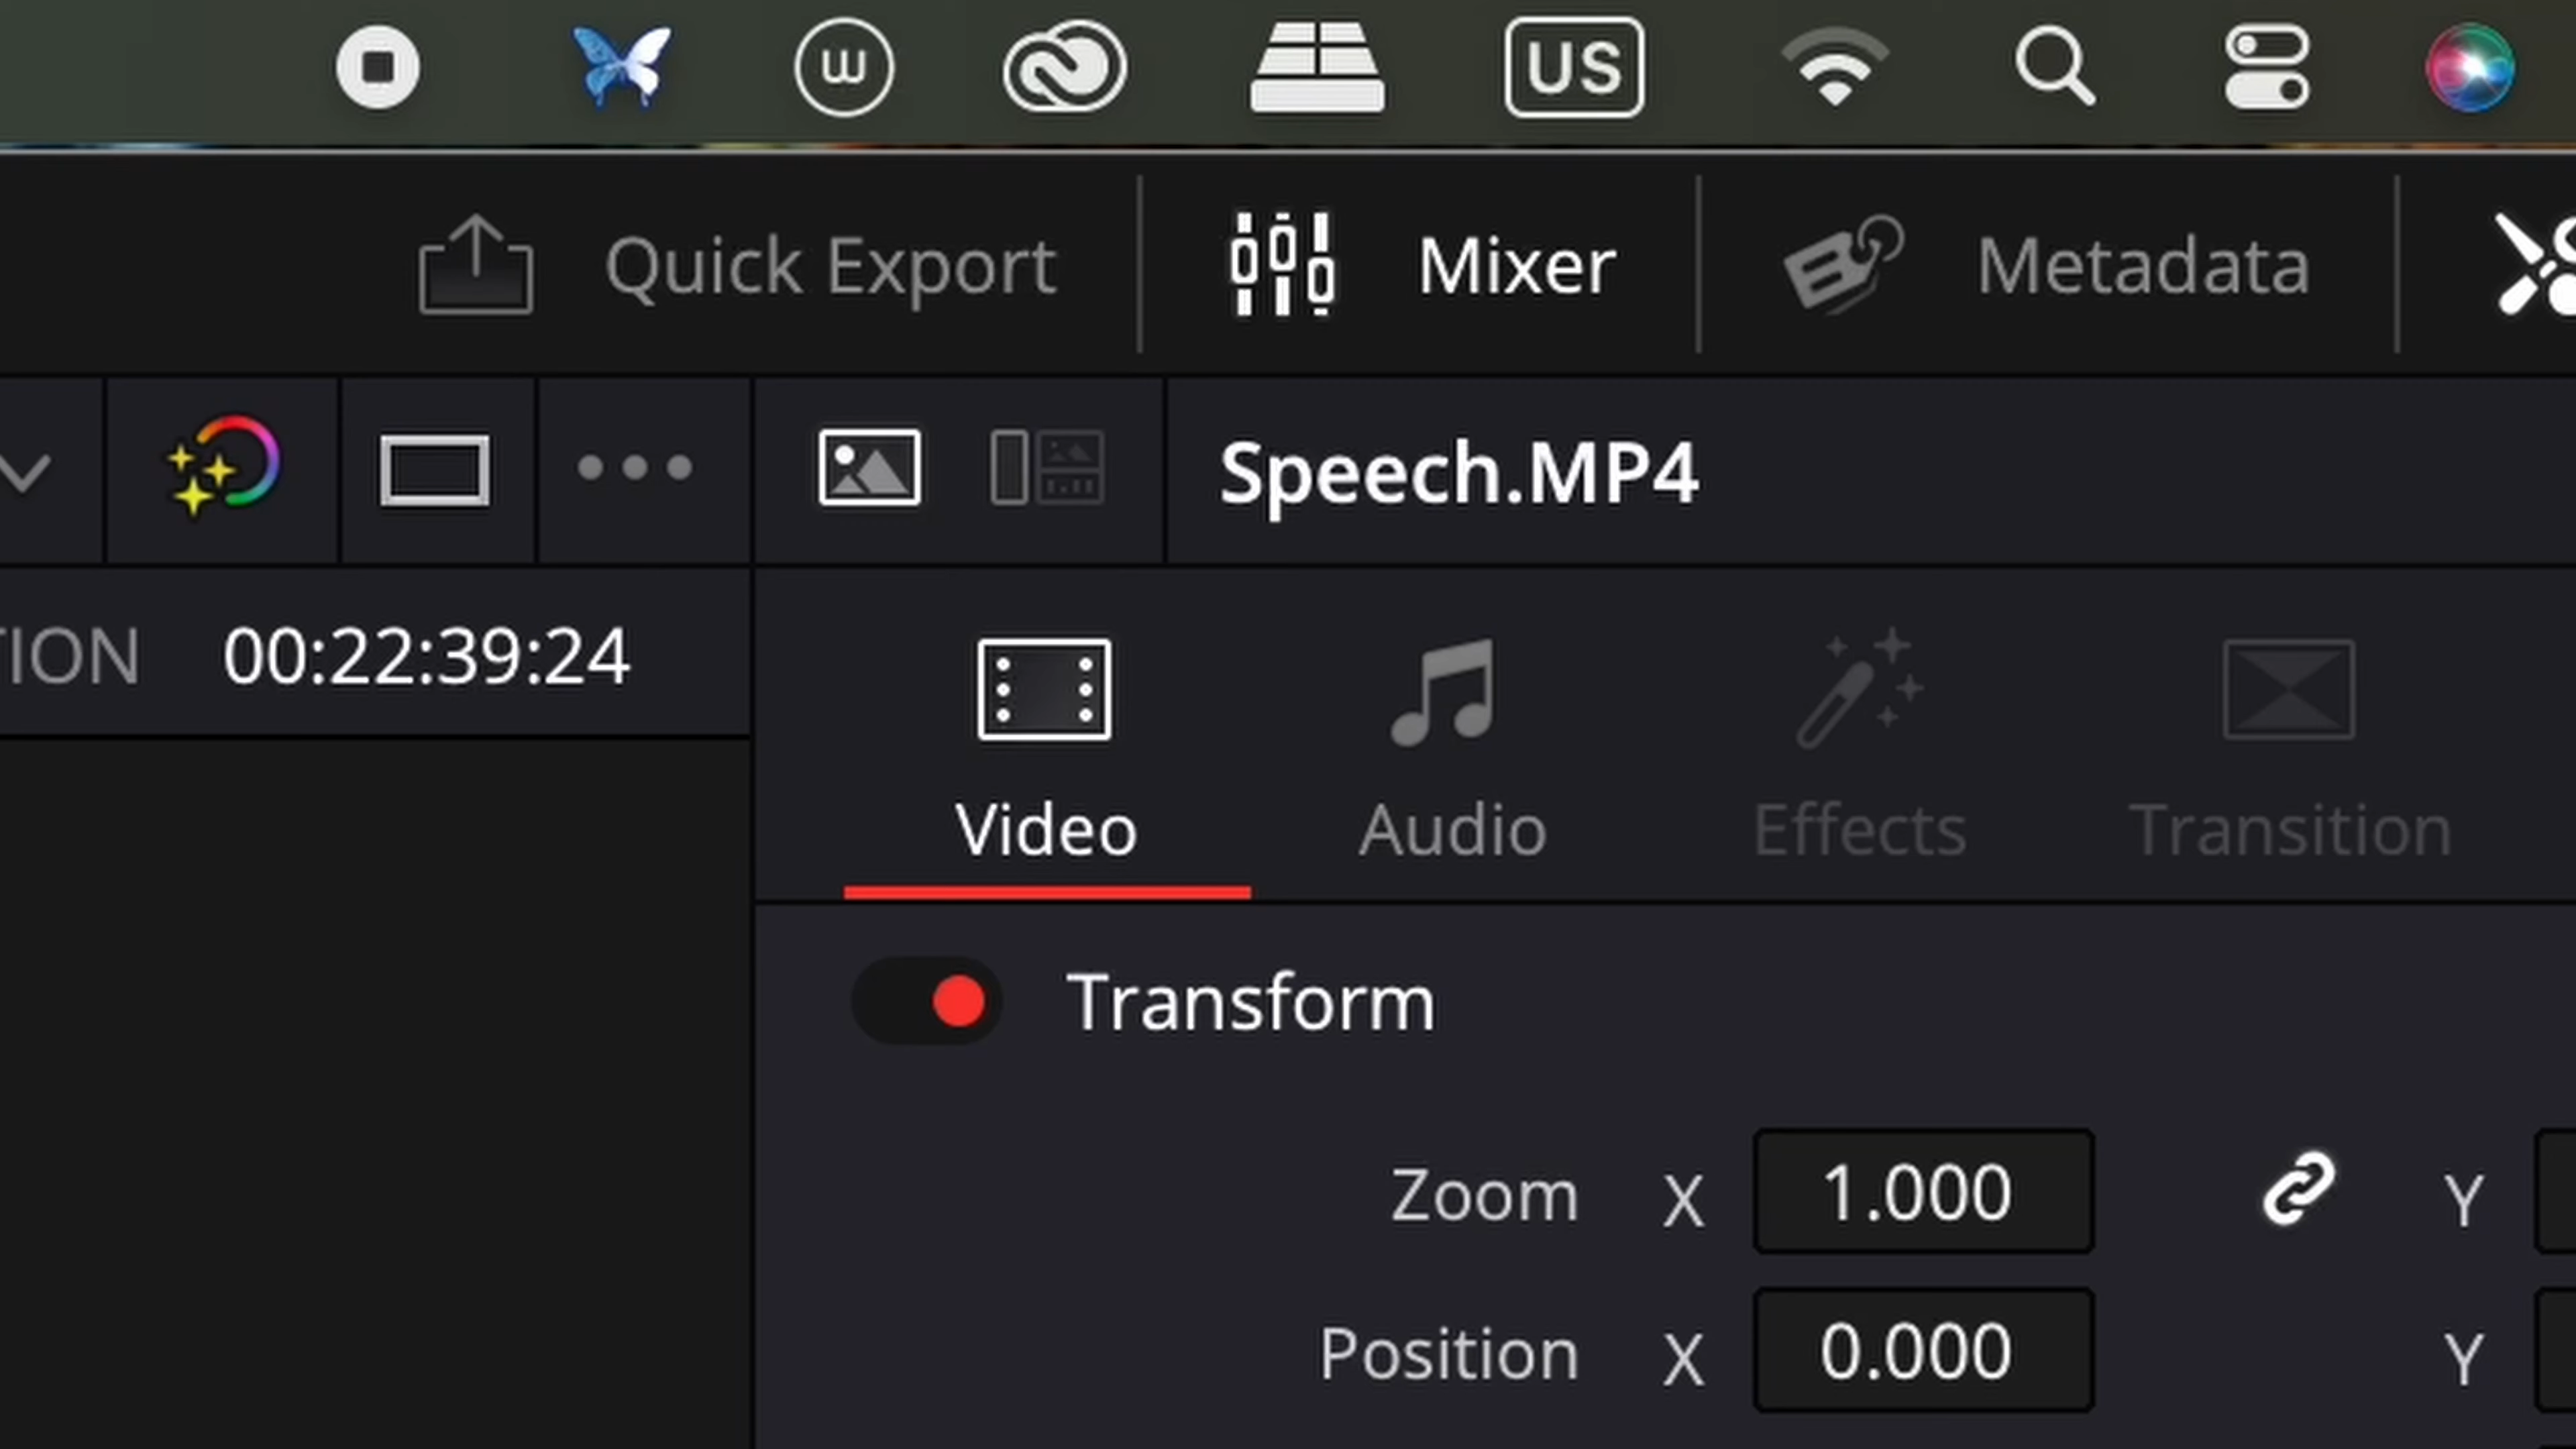 US
Quick Export Mixer Metadata
Speech.MP4
TION 00:22:39:24
Video Audio Effects Transition
Transform
Zoom X 1.000 Y
Position X 0.000 Y